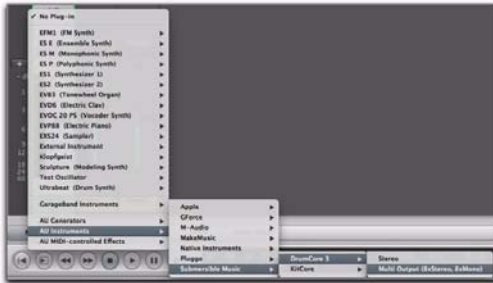 ✓ No Plug-in
EFM1 (FM Synth)
ES E (Ensemble Synth)
ES M (Monophonic Synth)
ES P (Polyphonic Synth)
ES1 (Synthesizer 1)
ES2 (Synthesizer 2)
EVB3 (Tonewheel Organ)
EVD6 (Electric Clav)
EVOC 20 PS (Vocoder Synth)
EVP88 (Electric Piano)
EXS24 (Sampler)
External Instrument
Klopfgeist
Sculpture (Modeling Synth)
Test Oscillator
Ultrabeat (Drum Synth)
GarageBand Instruments
AU Generators
AU Instruments
AU MIDI-controlled Effects
Apple
GForce
M-Audio
MakeMusic
Native Instruments
Pluggo
Submersible Music
DrumCore 3
KitCore
Stereo
Multi Output (8xStereo, 8xMono)